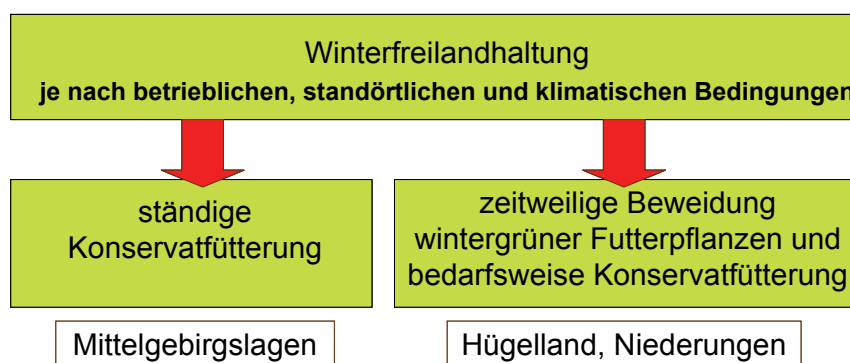 Winterfreilandhaltung
je nach betrieblichen, standörtlichen und klimatischen Bedingungen
ständige
Konservatfütterung
zeitweilige Beweidung
wintergrüner Futterpflanzen und
bedarfsweise Konservatfütterung
Mittelgebirgslagen
Hügelland, Niederungen